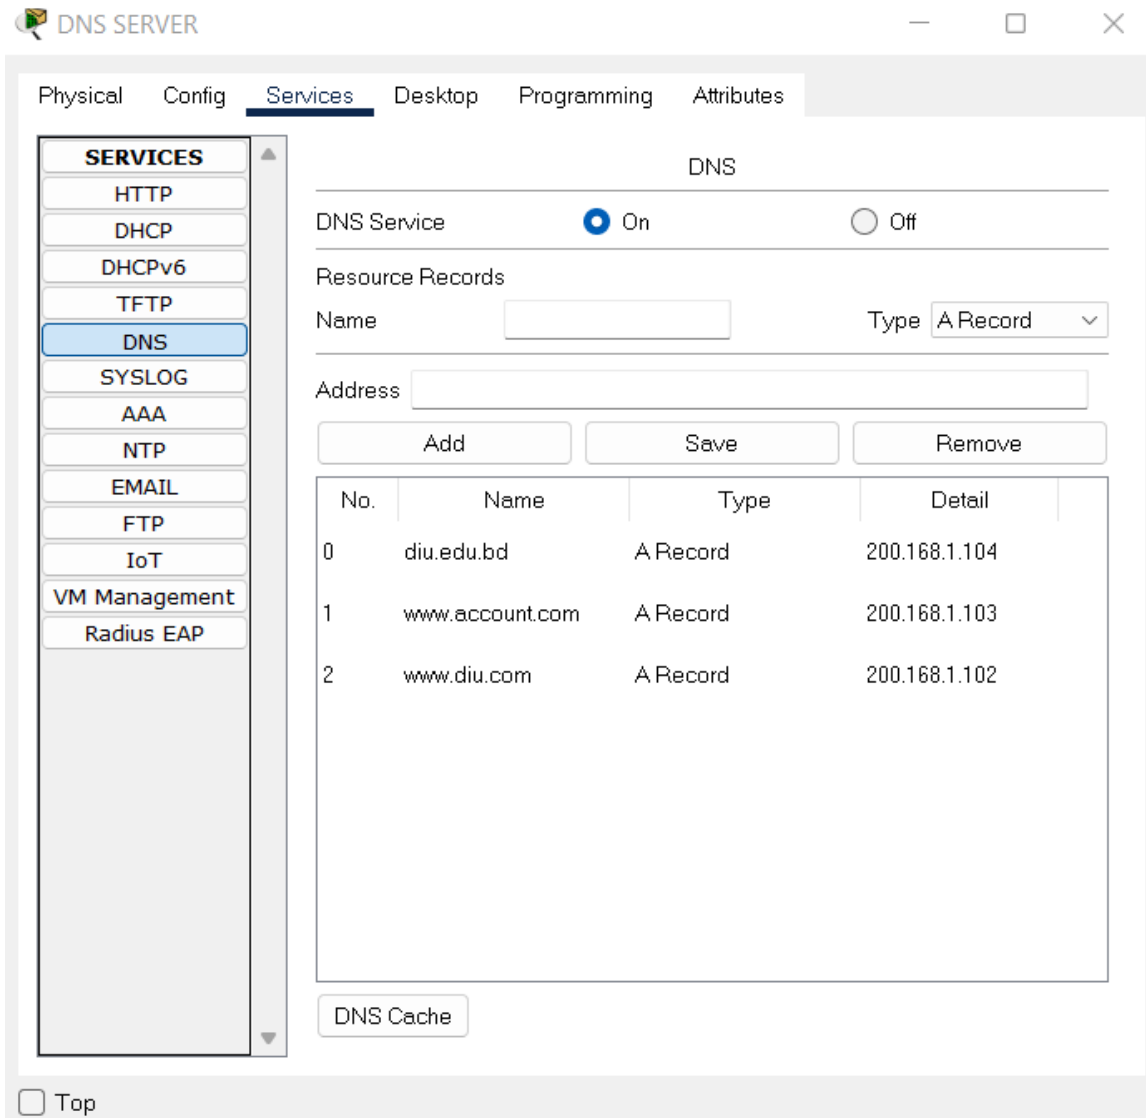 DNS SERVER
Physical Config Services Desktop Programming Attributes
SERVICES
HTTP
DHCP
DHCPv6
TFTP
DNS
SYSLOG
AAA
NTP
EMAIL
FTP
IoT
VM Management
Radius EAP
DNS
DNS Service On Off
Resource Records
Name Type A Record
Address
Add Save Remove
No. Name Type Detail
0 diu.edu.bd A Record 200.168.1.104
1 www.account.com A Record 200.168.1.103
2 www.diu.com A Record 200.168.1.102
DNS Cache
Top